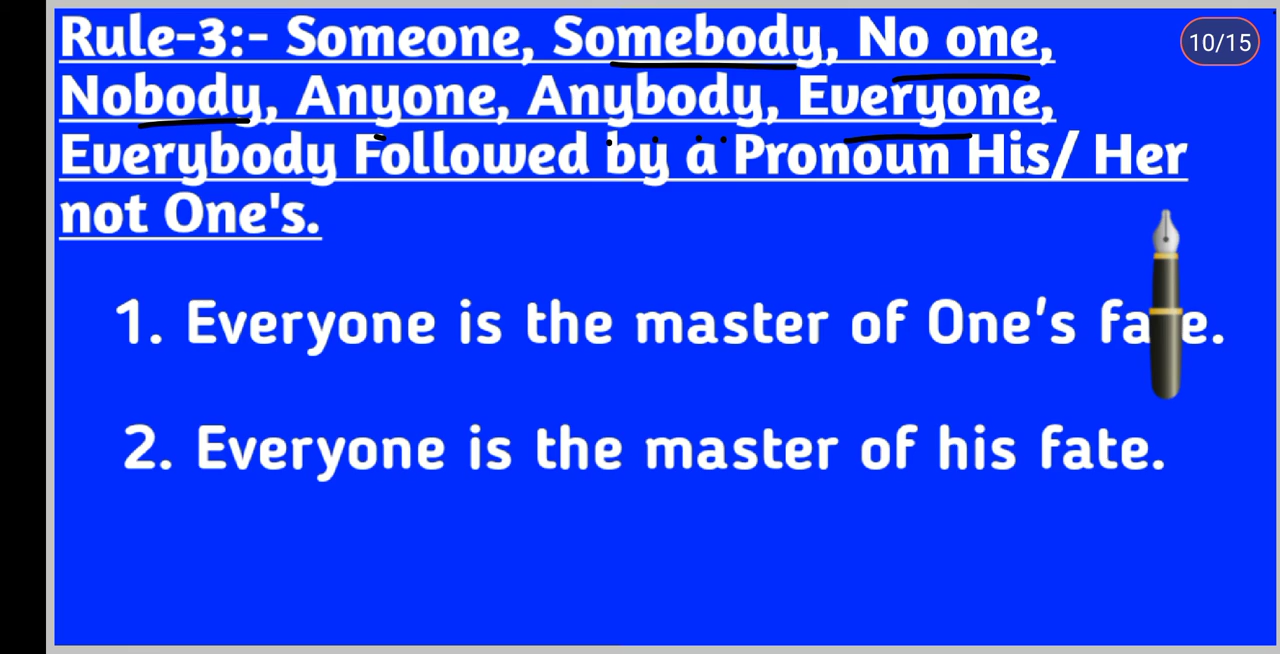 Rule-3:- Someone, Somebody, No one,
10/15
Nobody, Anyone, Anybody, Everyone,
Everybody Followed by a Pronoun His/ Her
not One's.
1. Everyone is the master of One's fate.
2. Everyone is the master of his fate.